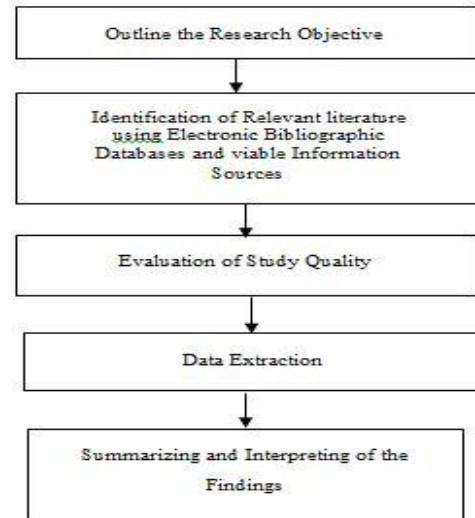 Outline the Research Objective
Identification of Relevant literature
using Electronic Bibliographic
Databases and viable Information
Sources
Evaluation of Study Quality
Data Extraction
Summarizing and Interpreting of the
Findings